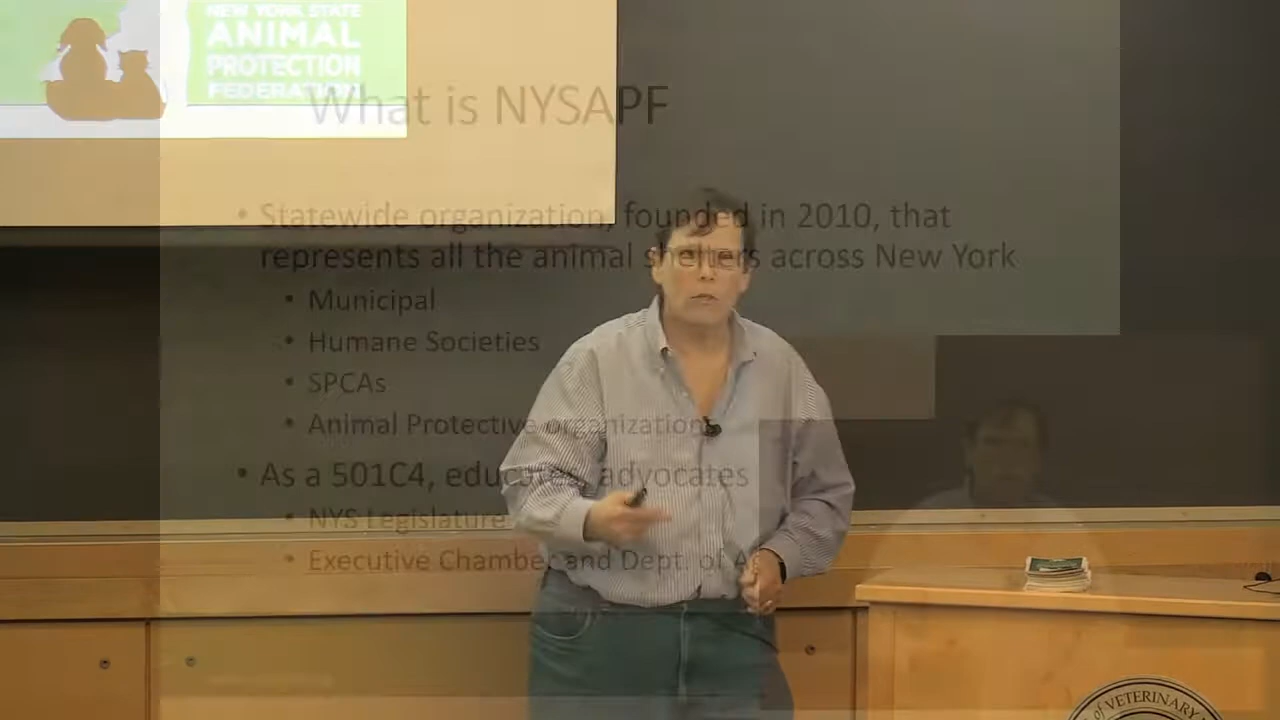 NEW YORK STATE
ANIMAL
PROTECTION
FEDERATION
What is NYSAPF
• Statewide organization, founded in 2010, that
represents all the animal shelters across New York
• Municipal
• Humane Societies
• SPCAs
• Animal Protective organizations
• As a 501C4, educates, advocates
• NYS Legislature
• Executive Chamber and Dept. of A
of VETERINARY